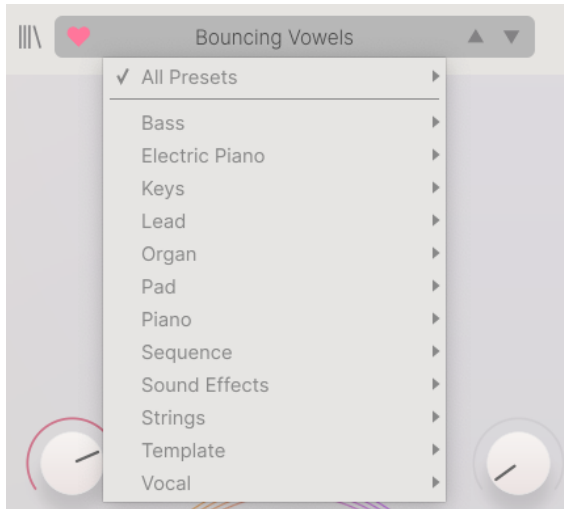 Bouncing Vowels
All Presets
Bass
Electric Piano
Keys
Lead
Organ
Pad
Piano
Sequence
Sound Effects
Strings
Template
Vocal